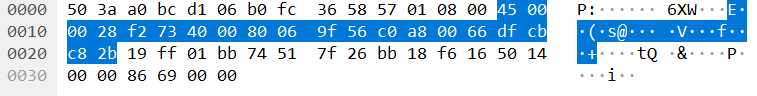 0000 50 3a a0 bc d1 06 b0 fc 36 58 57 01 08 00 45 00 P:······ 6XW···E·
0010 00 28 f2 73 40 00 80 06 9f 56 c0 a8 00 66 df cb ·(·s@··· ·V···f··
0020 c8 2b 19 ff 01 bb 74 51 7f 26 bb 18 f6 16 50 14 ·+····tQ ·&····P·
0030 00 00 86 69 00 00 ···i··